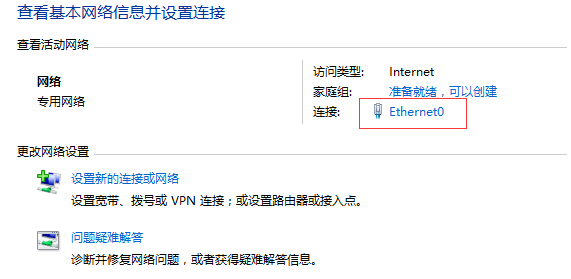 查看基本网络信息并设置连接
查看活动网络
网络
专用网络
访问类型: Internet
家庭组: 准备就绪，可以创建
连接: Ethernet0
更改网络设置
设置新的连接或网络
设置宽带、拨号或 VPN 连接；或设置路由器或接入点。
问题疑难解答
诊断并修复网络问题，或者获得疑难解答信息。